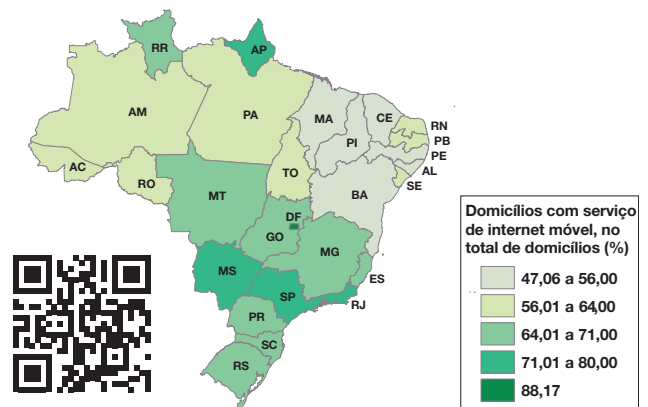 RR
AP
AM
PA
MA
CE
RN
PB
PI
PE
AL
SE
AC
RO
TO
BA
MT
DF
GO
MG
ES
MS
SP
RJ
PR
SC
RS
Domicílios com serviço
de internet móvel, no
total de domicílios (%)
47,06 a 56,00
56,01 a 64,00
64,01 a 71,00
71,01 a 80,00
88,17